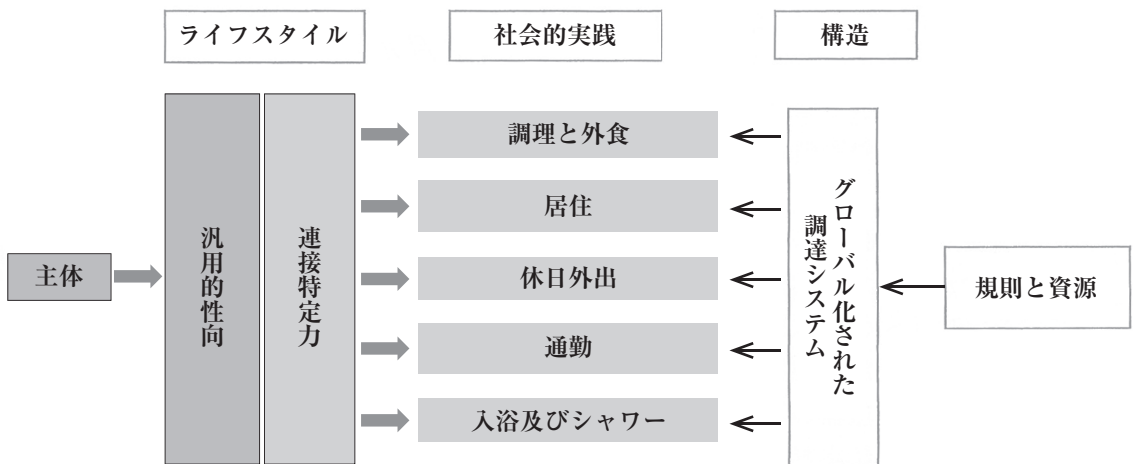 ライフスタイル
社会的実践
構造
主体
汎用的性向
連接特定力
調理と外食
居住
休日外出
通勤
入浴及びシャワー
グローバル化された
調達システム
規則と資源